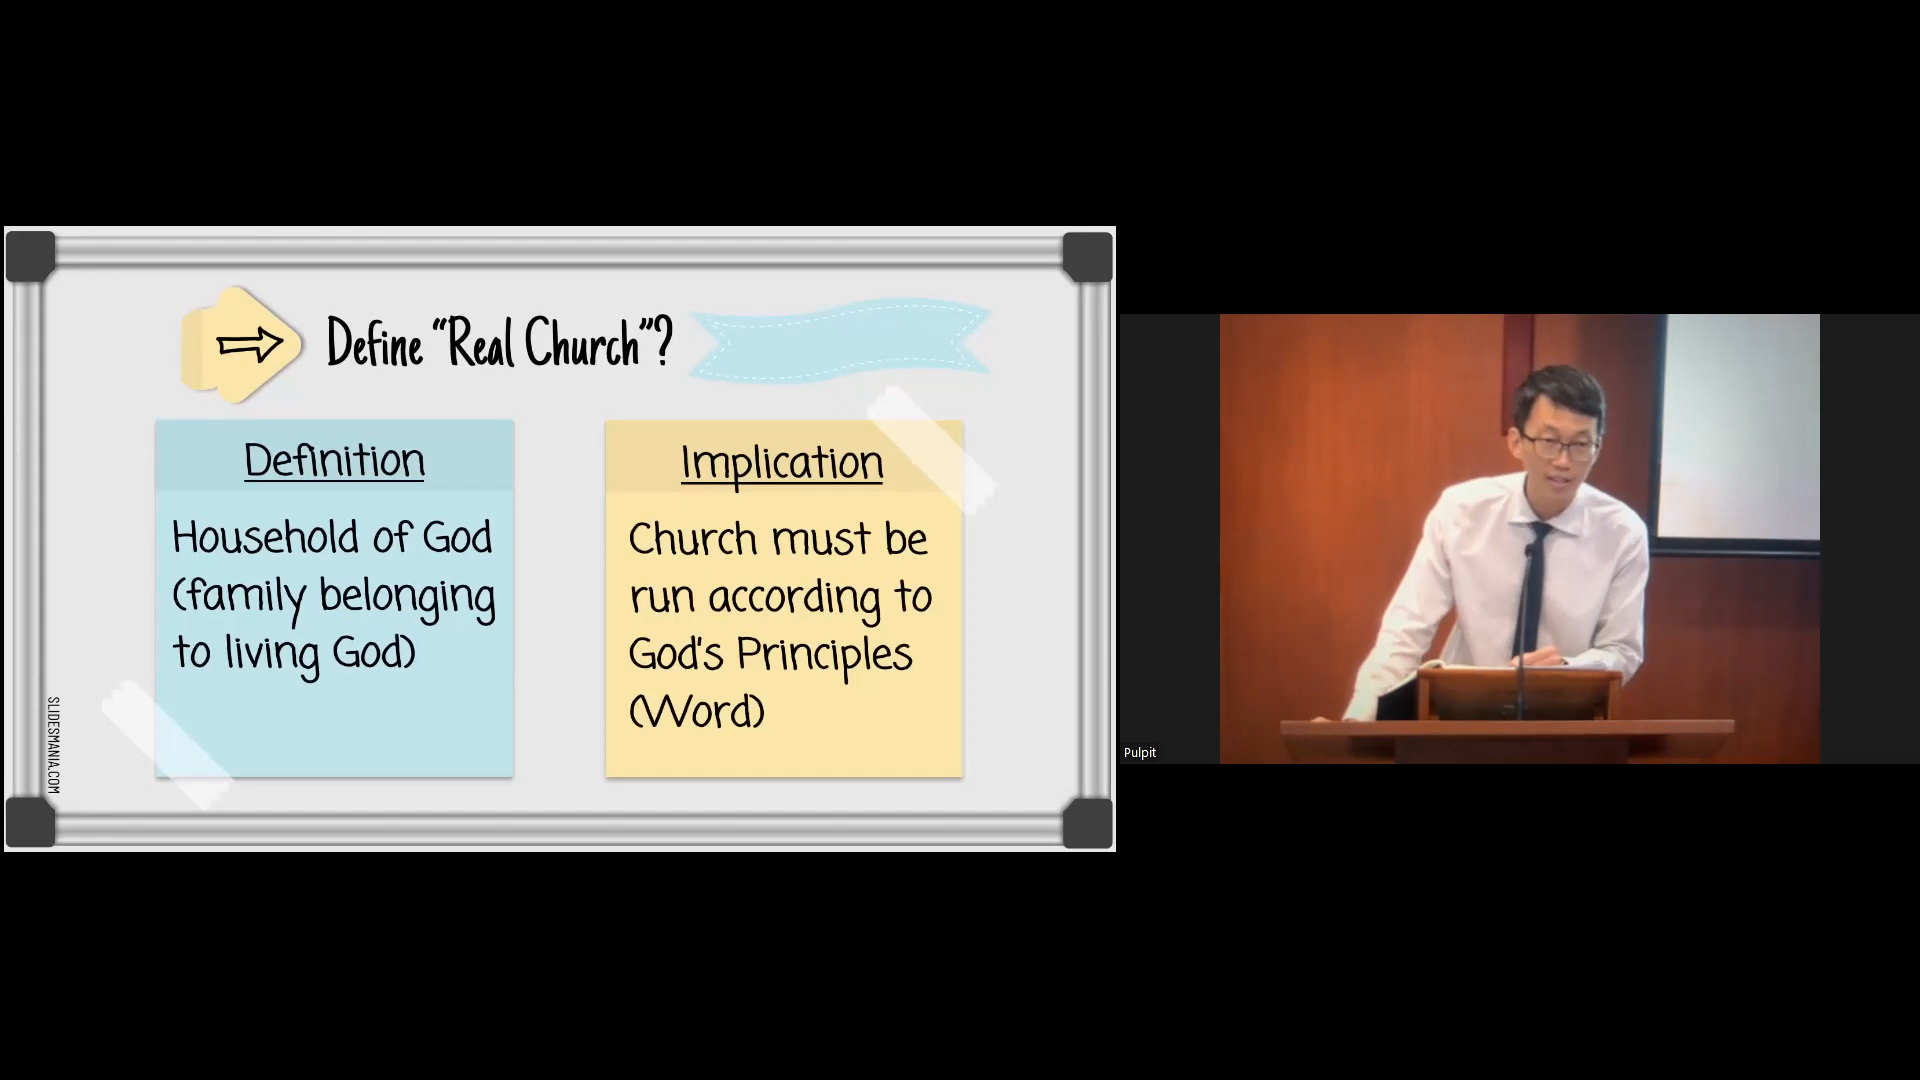 Define “Real Church”?
Definition
Household of God
(family belonging
to living God)
Implication
Church must be
run according to
God's Principles
(Word)
SLIDESMANIA.COM
Pulpit